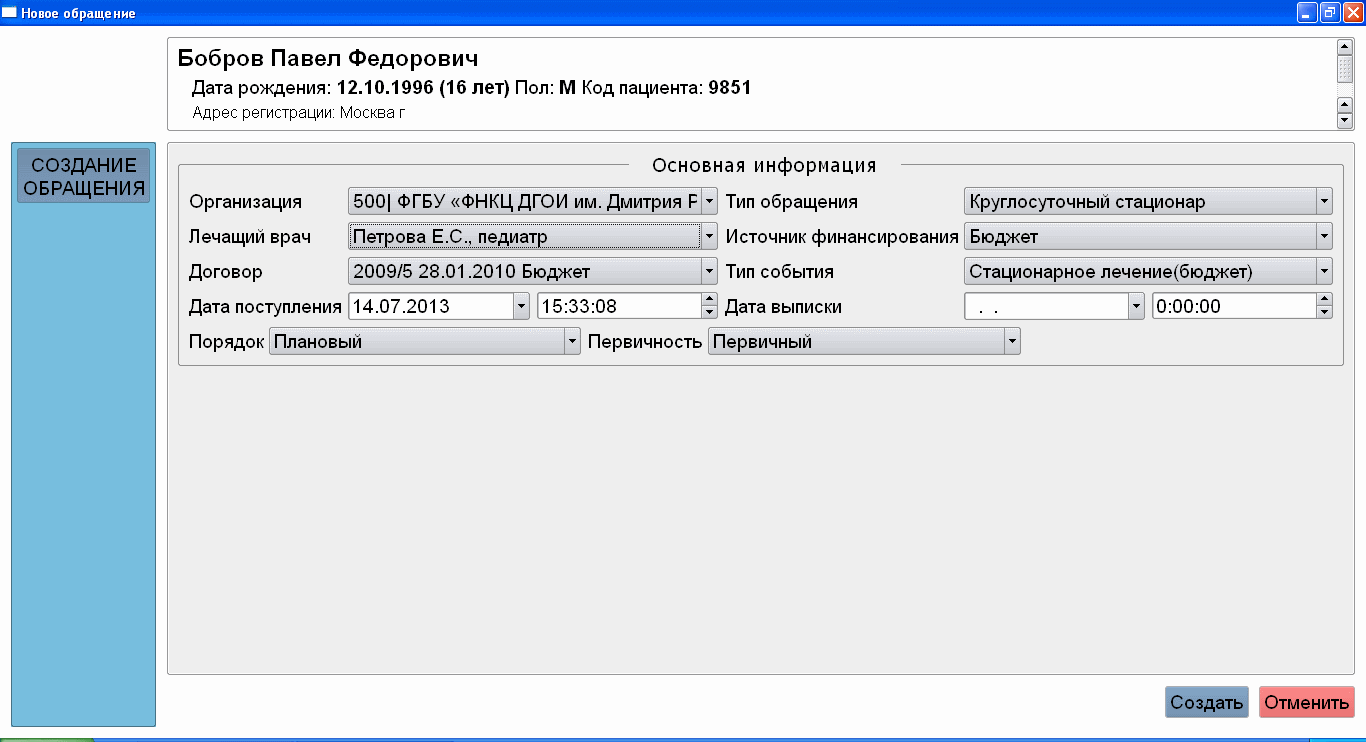 Новое обращение
Бобров Павел Федорович
Дата рождения: 12.10.1996 (16 лет) Пол: М Код пациента: 9851
Адрес регистрации: Москва г
СОЗДАНИЕ
ОБРАЩЕНИЯ
Основная информация
Организация 500| ФГБУ «ФНКЦ ДГОИ им. Дмитрия Р Тип обращения Круглосуточный стационар
Лечащий врач Петрова Е.С., педиатр Источник финансирования Бюджет
Договор 2009/5 28.01.2010 Бюджет Тип события Стационарное лечение(бюджет)
Дата поступления 14.07.2013 15:33:08 Дата выписки . . 0:00:00
Порядок Плановый Первичность Первичный
Создать Отменить